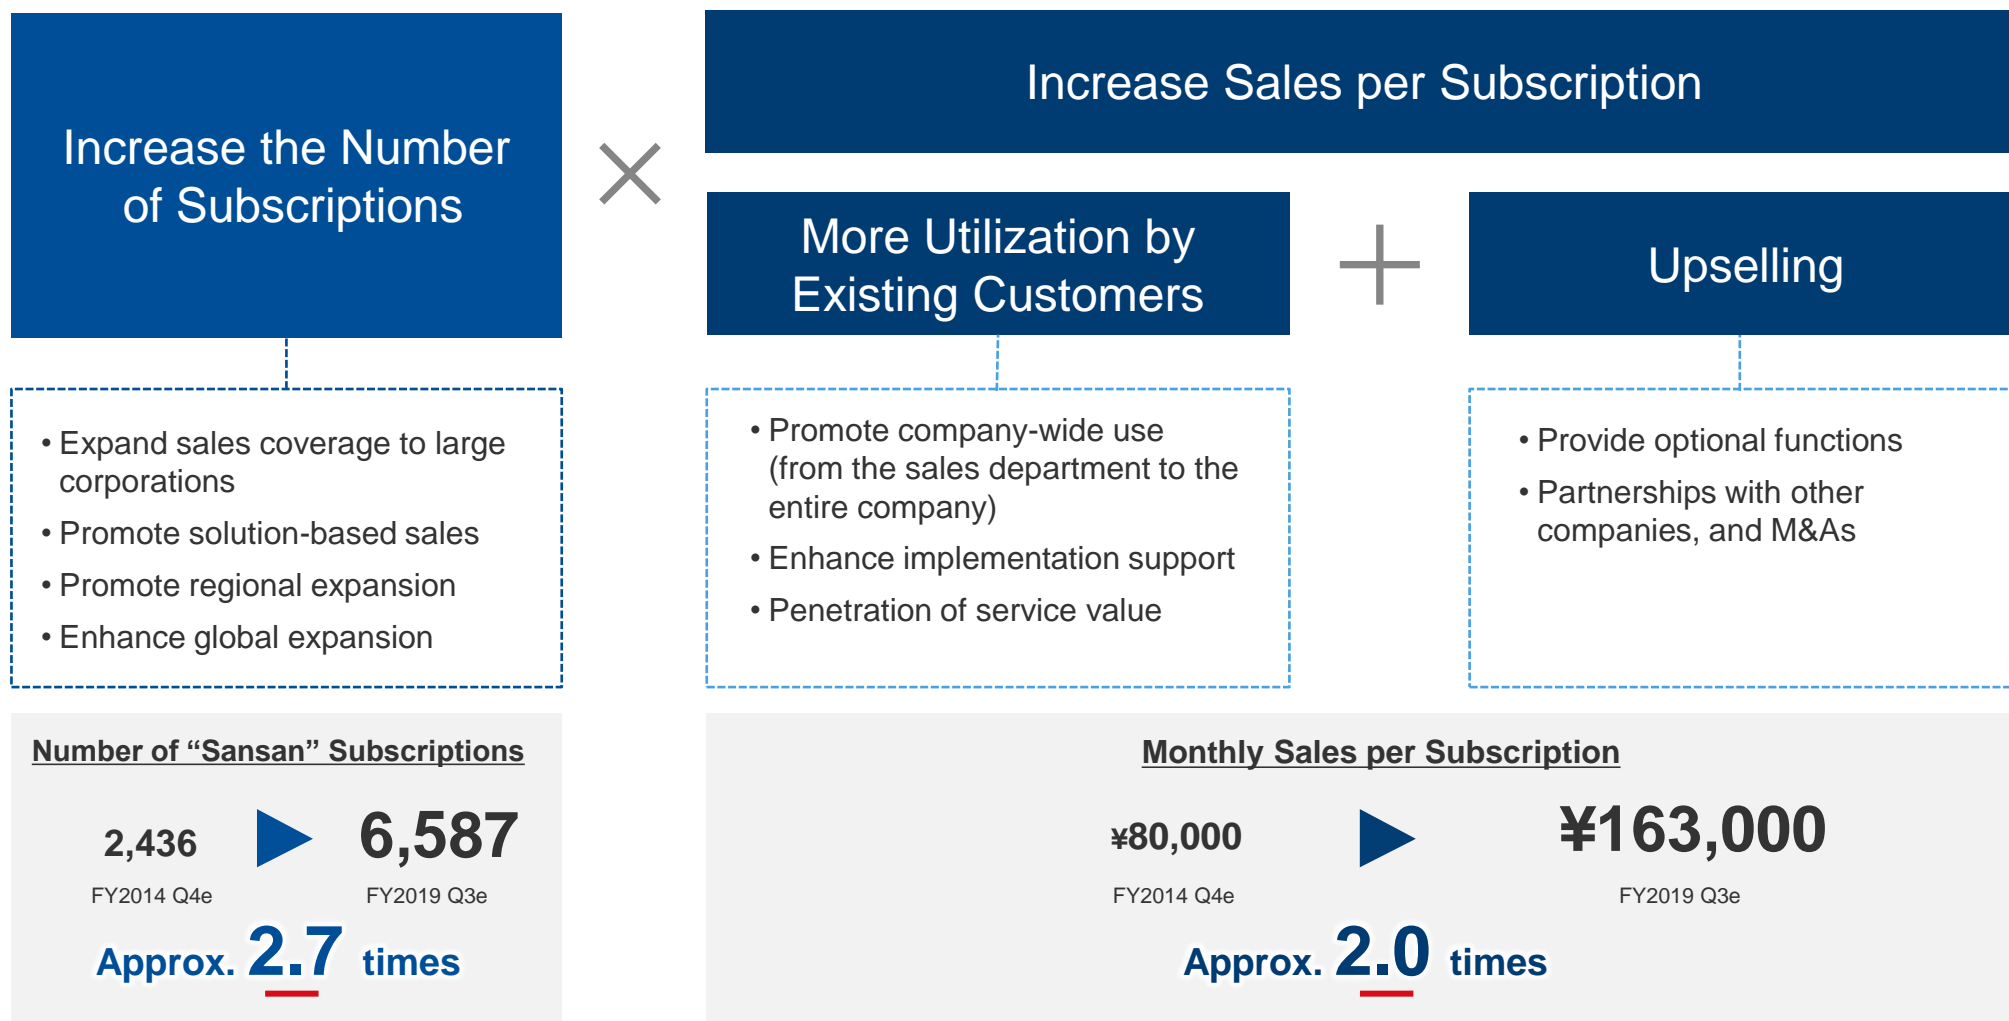 Increase the Number
of Subscriptions
Increase Sales per Subscription
More Utilization by
Existing Customers
Upselling
• Expand sales coverage to large
corporations
• Promote solution-based sales
• Promote regional expansion
• Enhance global expansion
• Promote company-wide use
(from the sales department to the
entire company)
• Enhance implementation support
• Penetration of service value
• Provide optional functions
• Partnerships with other
companies, and M&As
Number of “Sansan” Subscriptions
2,436
6,587
FY2014 Q4e
FY2019 Q3e
Approx. 2.7 times
Monthly Sales per Subscription
¥80,000
¥163,000
FY2014 Q4e
FY2019 Q3e
Approx. 2.0 times